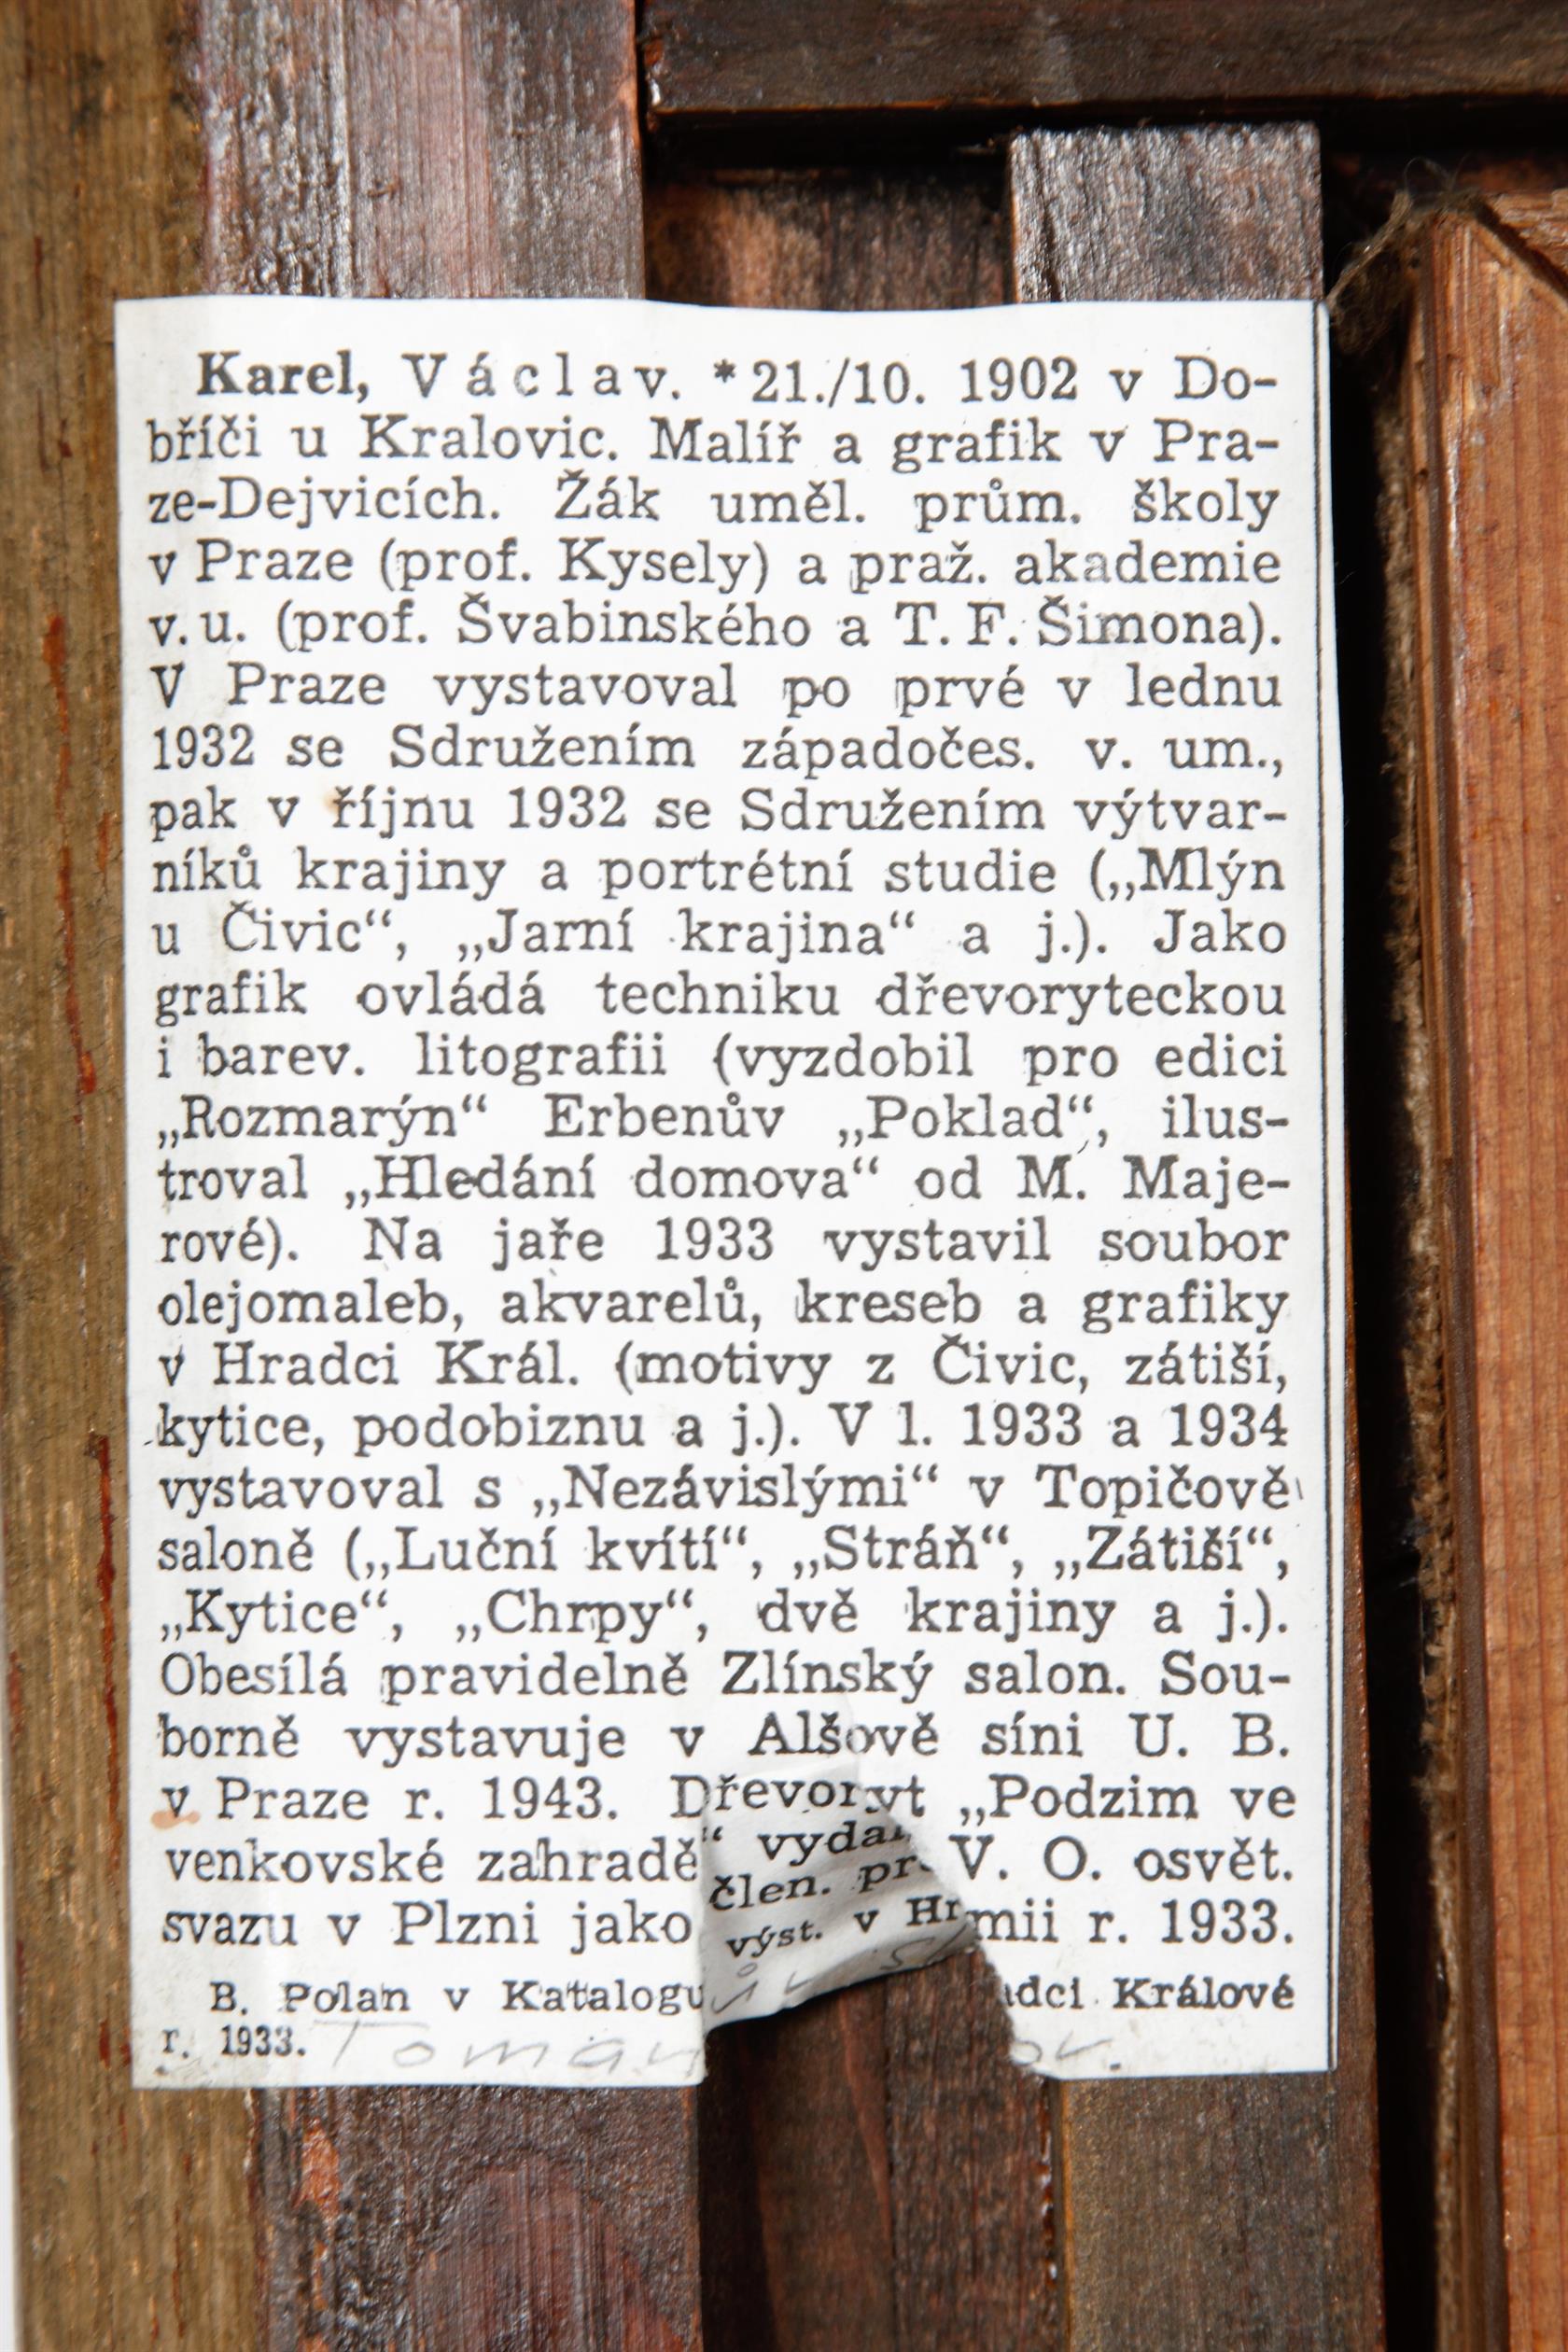 Karel, Václav. *21./10. 1902 v Do-
bříči u Kralovic. Malíř a grafik v Pra-
ze-Dejvicích. Žák uměl. prům. školy
v Praze (prof. Kysely) a praž. akademie
v. u. (prof. Švabinského a T. F. Šimona).
V Praze vystavoval po prvé v lednu
1932 se Sdružením západočes. v. um.,
pak v říjnu 1932 se Sdružením výtvar-
níků krajiny a portrétní studie („Mlýn
u Čivic“, „Jarní krajina“ a j.). Jako
grafik ovládá techniku dřevoryteckou
i barev. litografii (vyzdobil pro edici
„Rozmarýn“ Erbenův „Poklad“, ilus-
troval „Hledání domova“ od M. Maje-
rové). Na jaře 1933 vystavil soubor
olejomaleb, akvarelů, kreseb a grafiky
v Hradci Král. (motivy z Čivic, zátiší,
kytice, podobiznu a j.). V l. 1933 a 1934
vystavoval s „Nezávislými“ v Topičově
saloně („Luční kvítí“, „Stráň“, „Zátiší“,
„Kytice“, „Chrpy“, dvě krajiny a j.).
Obesílá pravidelně Zlínský salon. Sou-
borně vystavuje v Alšově síni U. B.
v Praze r. 1943. Dřevoryt „Podzim ve
venkovské zahradě“ V. O. osvět.
svazu v Plzni jako člen. r. 1933.
B. Polan v Katalogu výst. v Králové
r. 1933. Toman